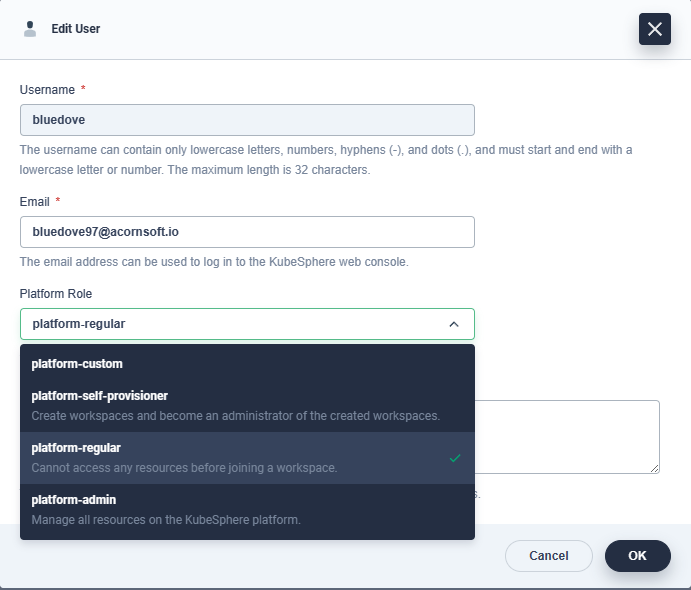 Edit User
Username *
bluedove
The username can contain only lowercase letters, numbers, hyphens (-), and dots (.), and must start and end with a
lowercase letter or number. The maximum length is 32 characters.
Email *
bluedove97@acornsoft.io
The email address can be used to log in to the KubeSphere web console.
Platform Role
platform-regular
platform-custom
platform-self-provisioner
Create workspaces and become an administrator of the created workspaces.
platform-regular
Cannot access any resources before joining a workspace.
platform-admin
Manage all resources on the KubeSphere platform.
Cancel
OK